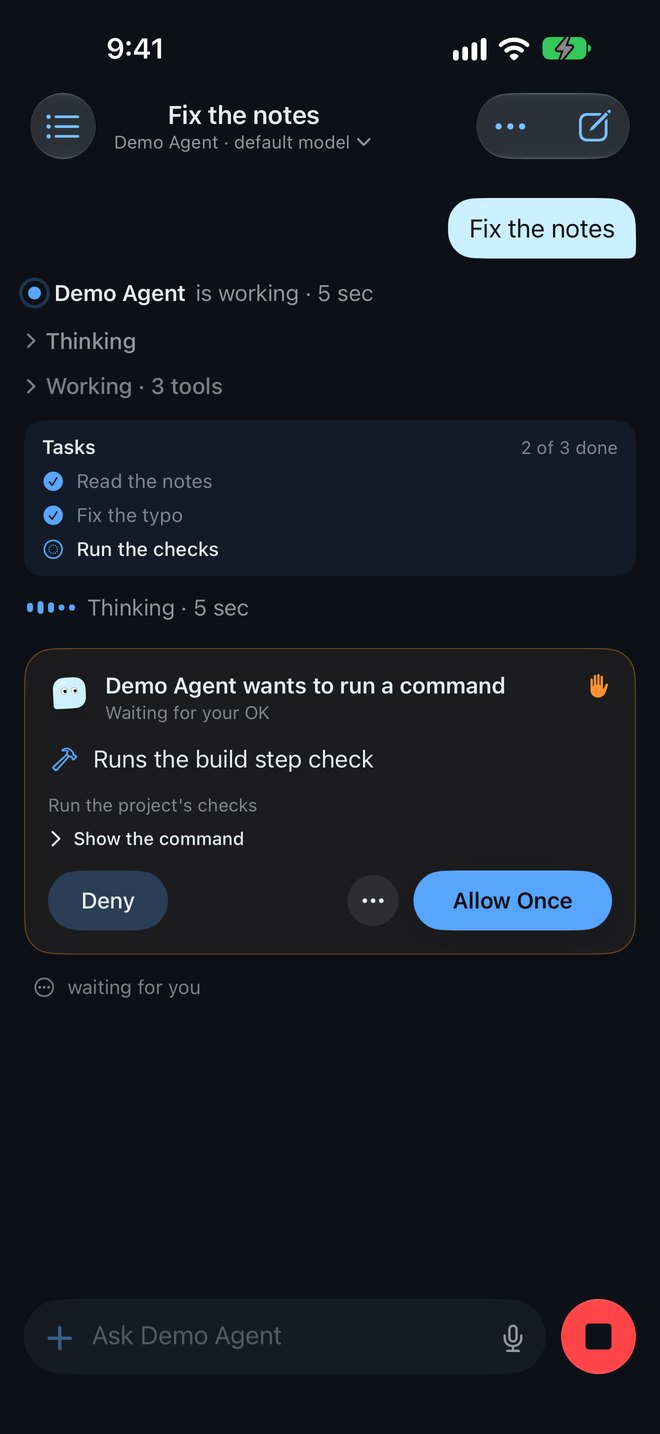 9:41
Fix the notes
Demo Agent · default model
Fix the notes
Demo Agent is working · 5 sec
Thinking
Working · 3 tools
Tasks
2 of 3 done
Read the notes
Fix the typo
Run the checks
Thinking · 5 sec
Demo Agent wants to run a command
Waiting for your OK
Runs the build step check
Run the project's checks
Show the command
Deny
Allow Once
waiting for you
Ask Demo Agent